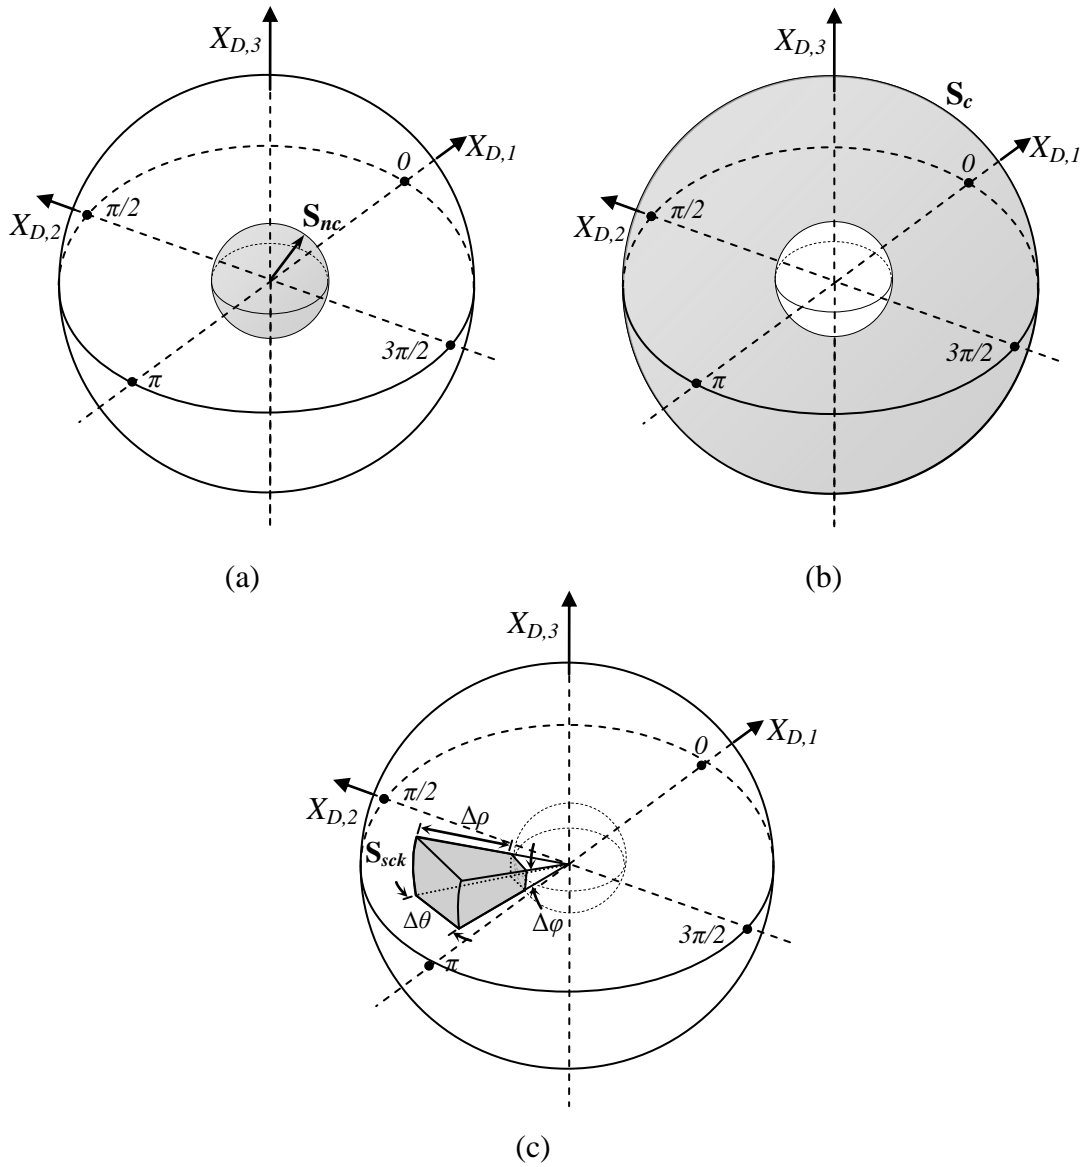 X_{D,3}
X_{D,1}
0
π/2
X_{D,2}
S_{nc}
3π/2
π
(a)
X_{D,3}
S_c
X_{D,1}
0
π/2
X_{D,2}
3π/2
π
(b)
X_{D,3}
X_{D,1}
0
π/2
X_{D,2}
Δρ
S_{sck}
Δθ
Δφ
3π/2
π
(c)